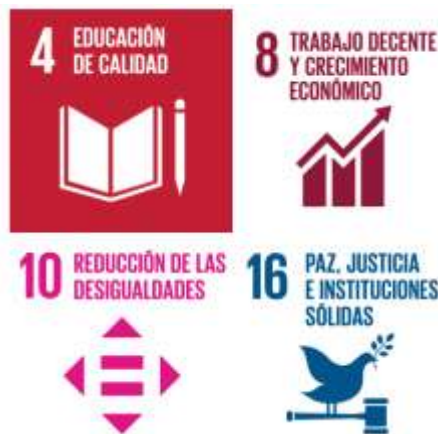 4 EDUCACIÓN
DE CALIDAD
8 TRABAJO DECENTE
Y CRECIMIENTO
ECONÓMICO
10 REDUCCIÓN DE LAS
DESIGUALDADES
16 PAZ, JUSTICIA
E INSTITUCIONES
SÓLIDAS